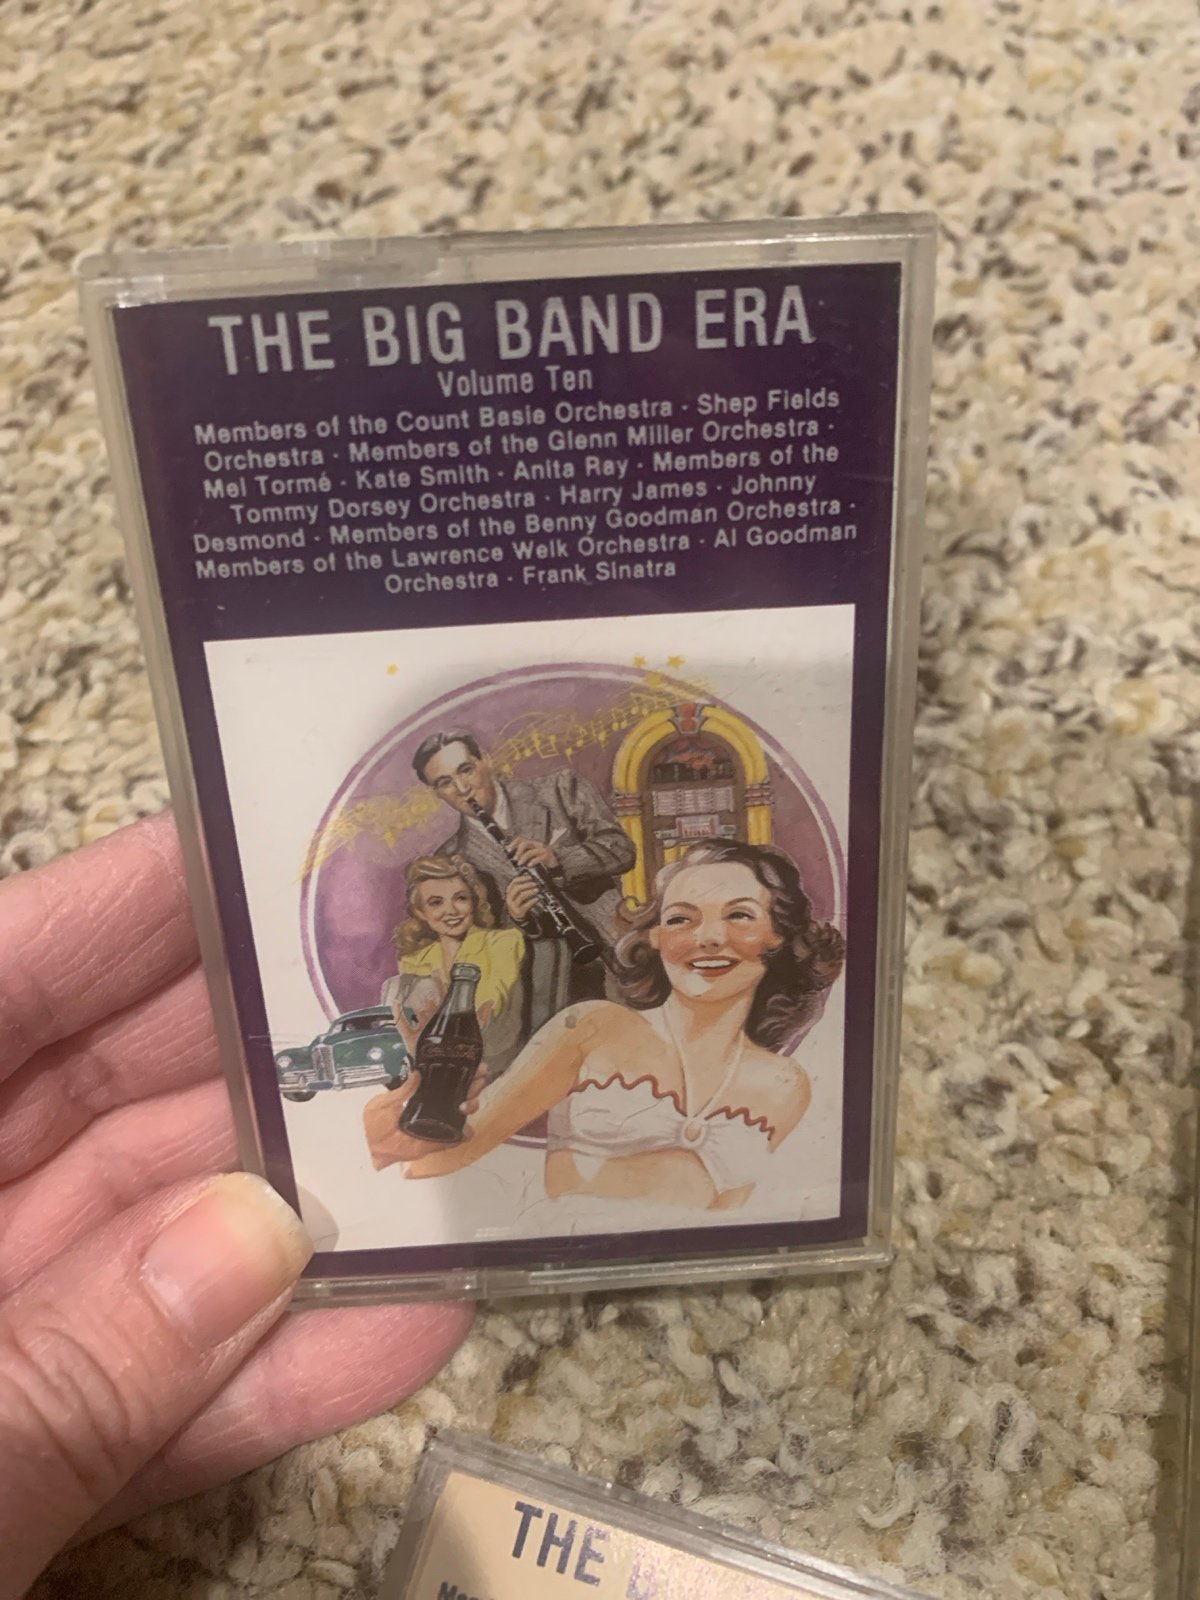 THE BIG BAND ERA
Volume Ten
Members of the Count Basie Orchestra · Shep Fields
Orchestra · Members of the Glenn Miller Orchestra ·
Mel Tormé · Kate Smith · Anita Ray · Members of the
Tommy Dorsey Orchestra · Harry James · Johnny
Desmond · Members of the Benny Goodman Orchestra ·
Members of the Lawrence Welk Orchestra · Al Goodman
Orchestra · Frank Sinatra
Coca-Cola
THE